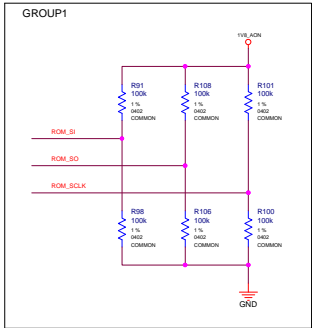 GROUP1
1V8_AON
R91
100k
1 %
0402
COMMON
R108
100k
1 %
0402
COMMON
R101
100k
1 %
0402
COMMON
ROM_SI
ROM_SO
ROM_SCLK
R98
100k
1 %
0402
COMMON
R106
100k
1 %
0402
COMMON
R100
100k
1 %
0402
COMMON
GND